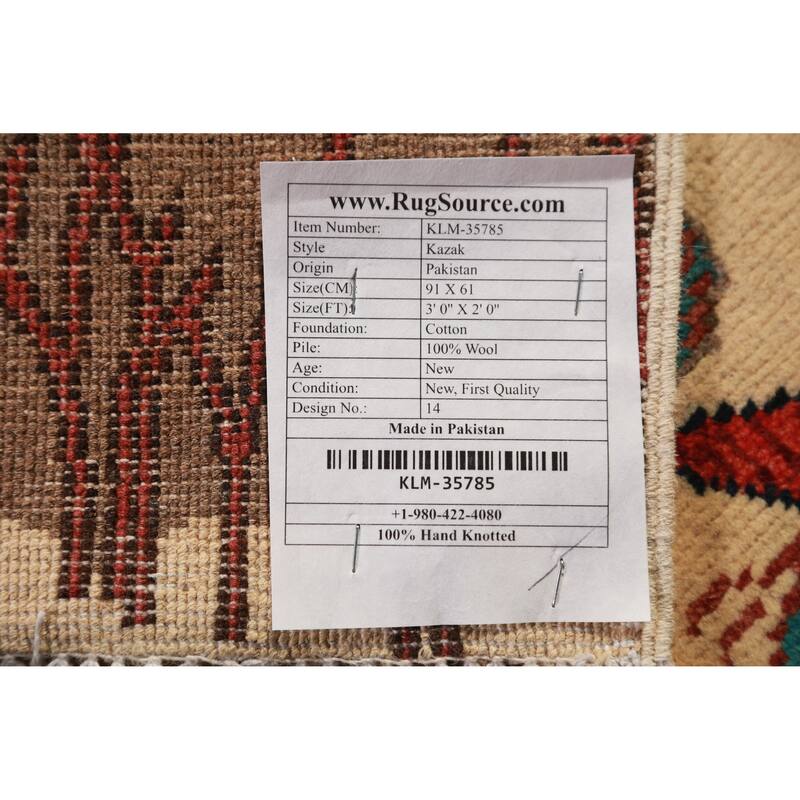 www.RugSource.com
Item Number: KLM-35785
Style Kazak
Origin Pakistan
Size(CM) 91 X 61
Size(FT): 3' 0" X 2' 0"
Foundation: Cotton
Pile: 100% Wool
Age: New
Condition: New, First Quality
Design No.: 14
Made in Pakistan
KLM-35785
+1-980-422-4080
100% Hand Knotted